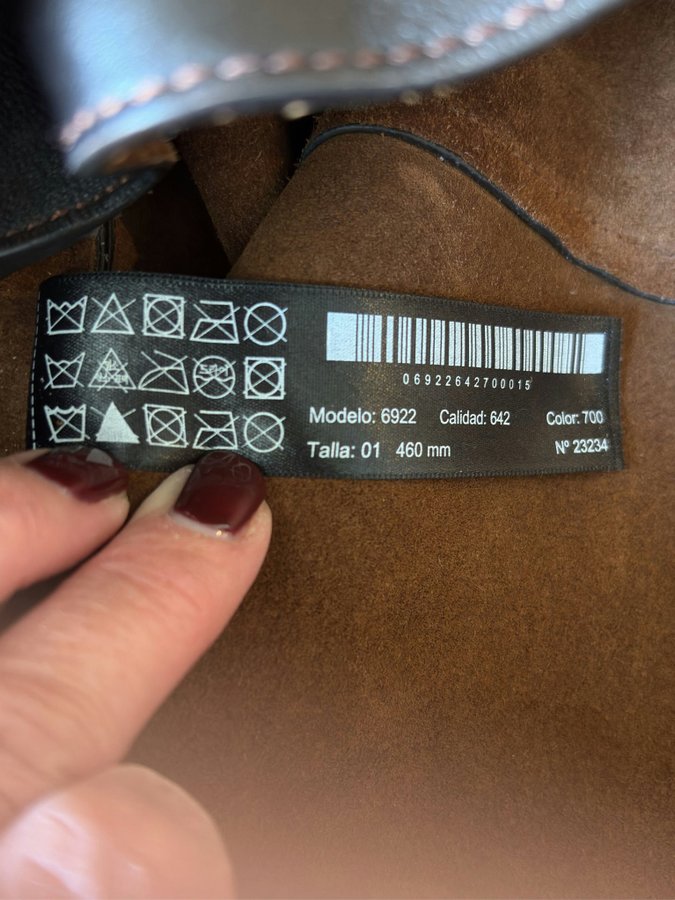 06922642700015
Modelo: 6922 Calidad: 642 Color: 700
Talla: 01 460 mm Nº 23234